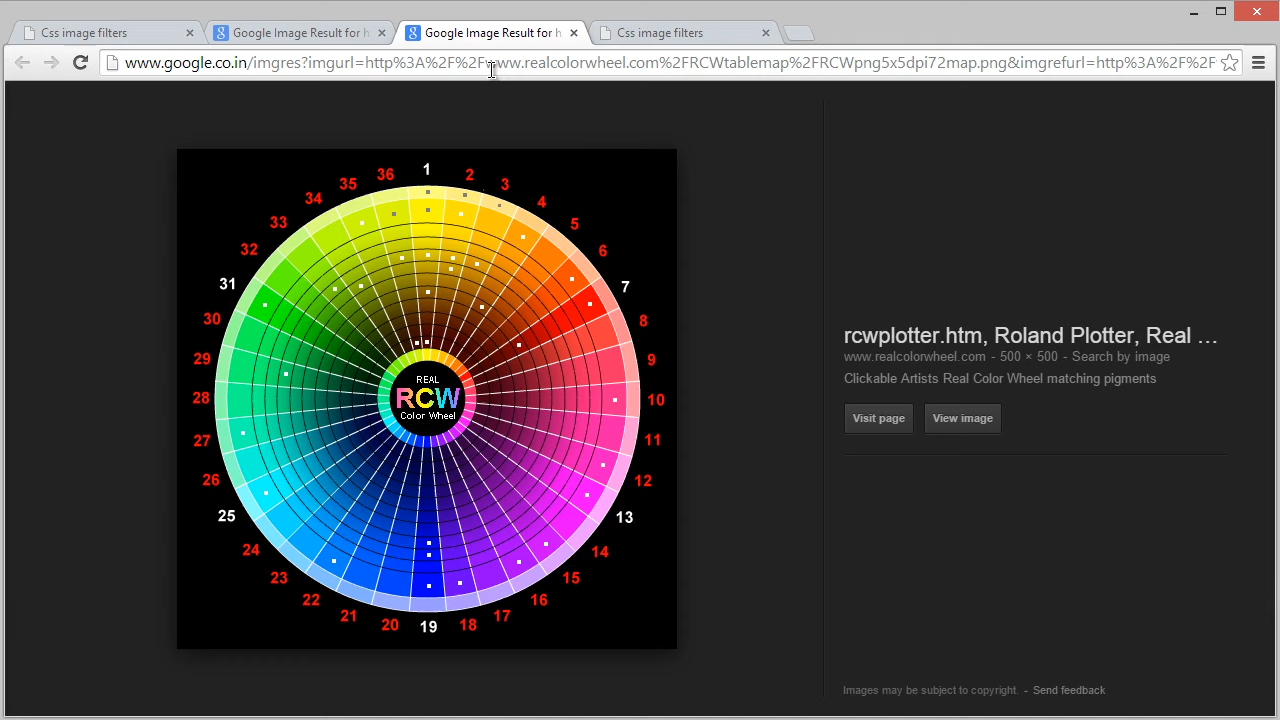 Css image filters
Google Image Result for h
Google Image Result for h
Css image filters
www.google.co.in/imgres?imgurl=http%3A%2F%2Fwww.realcolorwheel.com%2FRCWtablemap%2FRCWpng5x5dpi72map.png&imgrefurl=http%3A%2F%2F
1
2
3
4
5
6
7
8
9
10
11
12
13
14
15
16
17
18
19
20
21
22
23
24
25
26
27
28
29
30
31
32
33
34
35
36
REAL
RCW
Color Wheel
rcwplotter.htm, Roland Plotter, Real ...
www.realcolorwheel.com - 500 × 500 - Search by image
Clickable Artists Real Color Wheel matching pigments
Visit page
View image
Images may be subject to copyright. - Send feedback